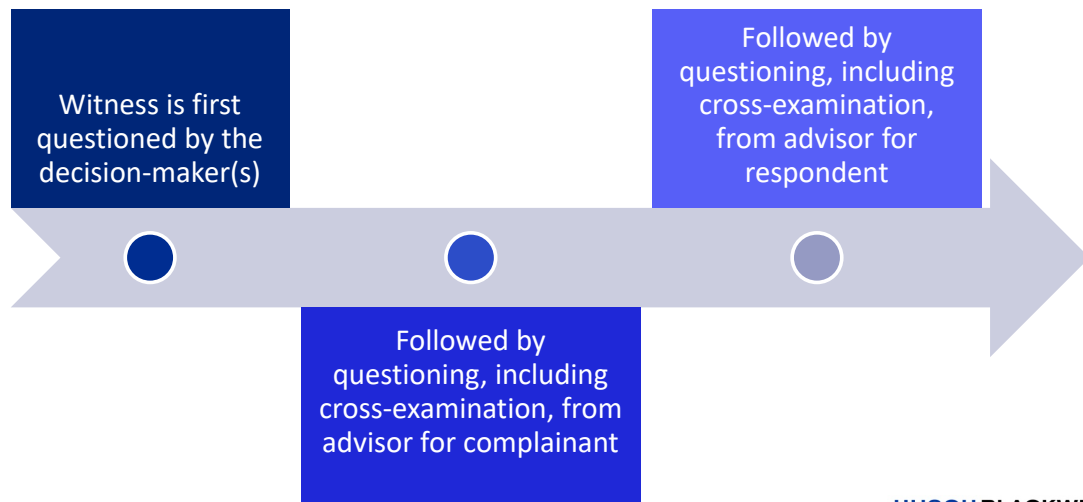 Witness is first
questioned by the
decision-maker(s)
Followed by
questioning, including
cross-examination, from
advisor for complainant
Followed by
questioning, including
cross-examination,
from advisor for
respondent